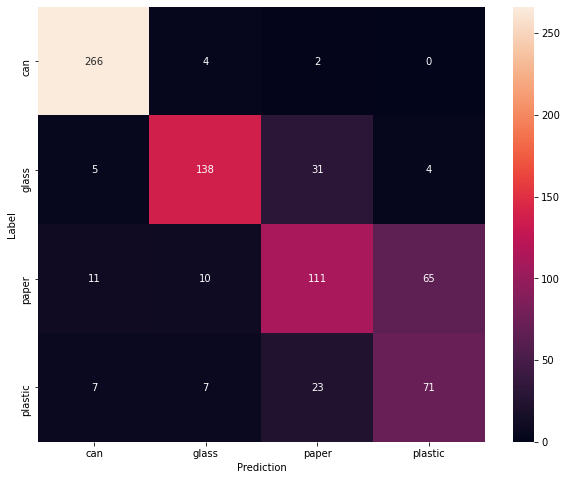 can 266 4 2 0
glass 5 138 31 4
paper 11 10 111 65
plastic 7 7 23 71
can glass paper plastic
Prediction
Label
250
200
150
100
50
0